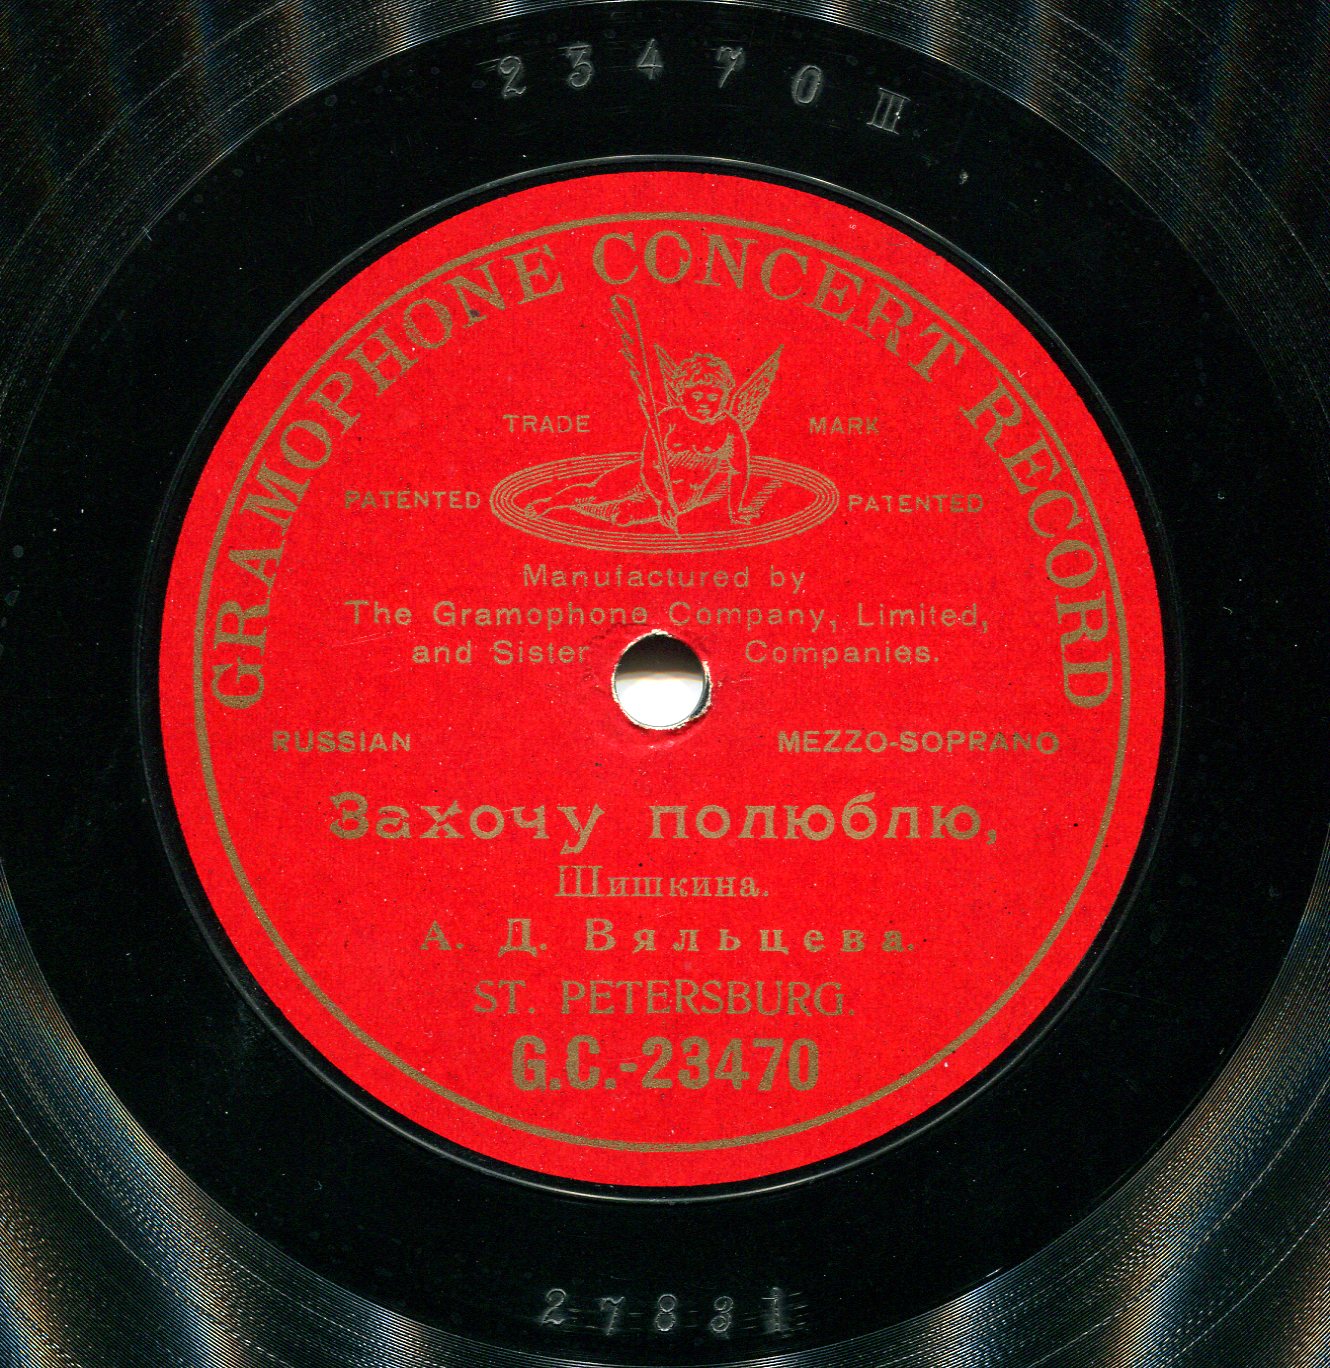 23470 III
GRAMOPHONE CONCERT RECORD
TRADE MARK
PATENTED PATENTED
Manufactured by
The Gramophone Company, Limited,
and Sister Companies.
RUSSIAN MEZZO-SOPRANO
Захочу полюблю,
Шишкина.
А. Д. Вяльцева.
ST. PETERSBURG.
G.C.-23470
27831